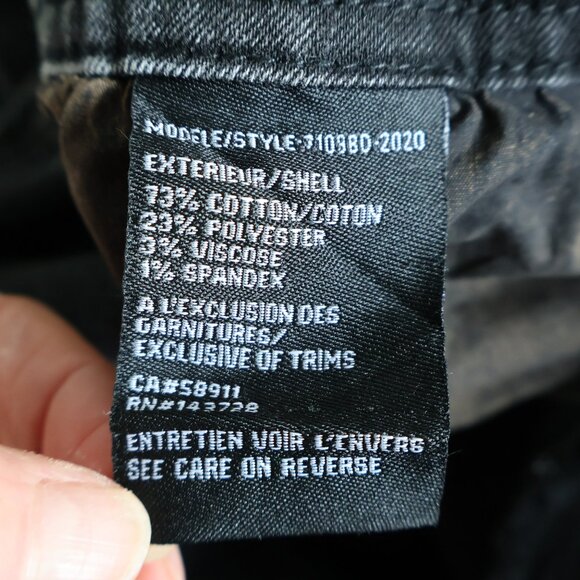 MODELE/STYLE-7109BD-2020
EXTERIEUR/SHELL
73% COTTON/COTON
23% POLYESTER
3% VISCOSE
1% SPANDEX
A L'EXCLUSION DES
GARNITURES/
EXCLUSIVE OF TRIMS
CA#58911
RN#143728
ENTRETIEN VOIR L'ENVERS
SEE CARE ON REVERSE